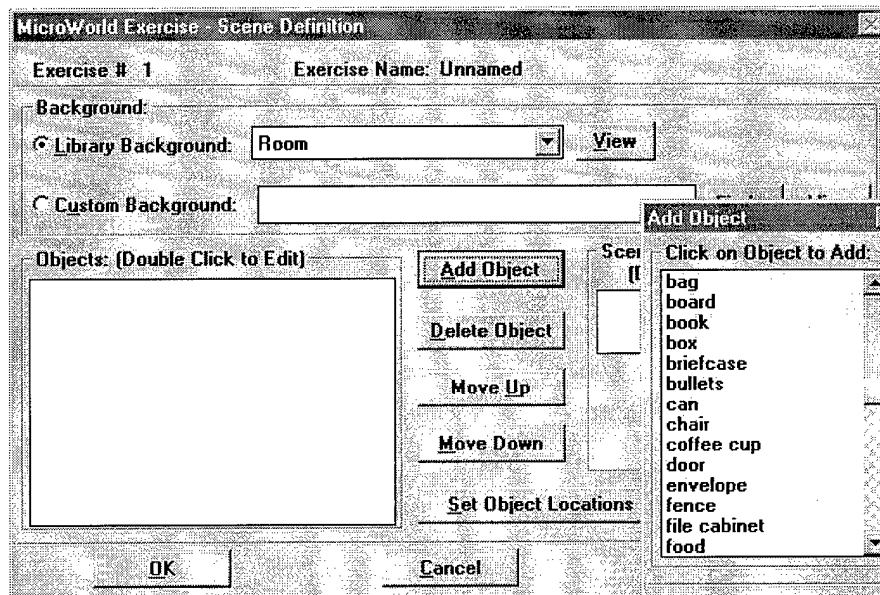 MicroWorld Exercise - Scene Definition
Exercise # 1 Exercise Name: Unnamed
Background:
Library Background: Room View
Custom Background:
Objects: (Double Click to Edit)
Add Object
Delete Object
Move Up
Move Down
Set Object Locations
OK
Cancel
Add Object
Click on Object to Add:
bag
board
book
box
briefcase
bullets
can
chair
coffee cup
door
envelope
fence
file cabinet
food